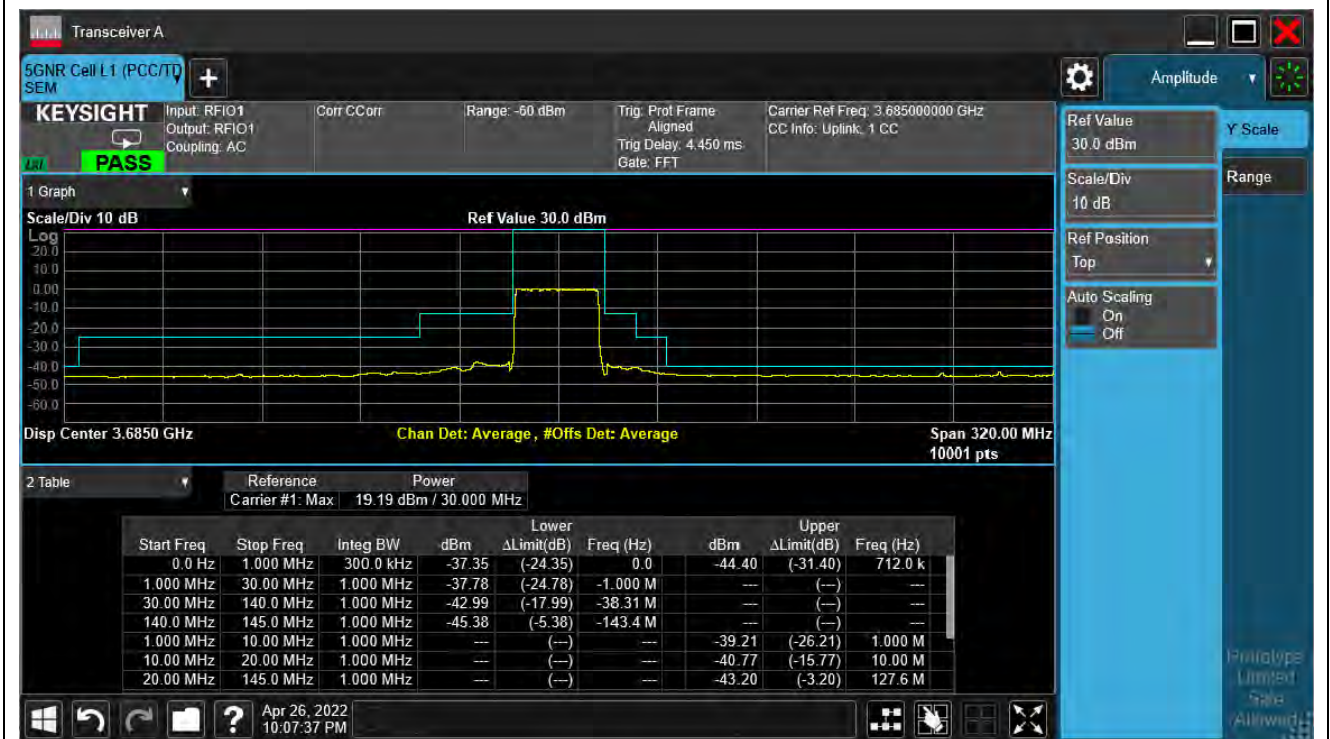 Transceiver A
5GNR Cell L1 (PCC/TD
SEM
+
Amplitude
KEYSIGHT
Input: RFIO1
Output: RFIO1
Coupling: AC
Corr CCorr
Range: -60 dBm
Trig: Prot Frame
Aligned
Trig Delay: 4.450 ms
Gate: FFT
Carrier Ref Freq: 3.685000000 GHz
CC Info: Uplink, 1 CC
PASS
Ref Value
30.0 dBm
Y Scale
Scale/Div
10 dB
Range
Ref Position
Top
Auto Scaling
On
Off
1 Graph
Scale/Div 10 dB
Ref Value 30.0 dBm
Log
20.0
10.0
0.00
-10.0
-20.0
-30.0
-40.0
-50.0
-60.0
Disp Center 3.6850 GHz
Chan Det: Average , #Offs Det: Average
Span 320.00 MHz
10001 pts
2 Table
Reference Power
Carrier #1: Max 19.19 dBm / 30.000 MHz
Lower Upper
Start Freq Stop Freq Integ BW dBm ΔLimit(dB) Freq (Hz) dBm ΔLimit(dB) Freq (Hz)
0.0 Hz 1.000 MHz 300.0 kHz -37.35 (-24.35) 0.0 -44.40 (-31.40) 712.0 k
1.000 MHz 30.00 MHz 1.000 MHz -37.78 (-24.78) -1.000 M --- (---) ---
30.00 MHz 140.0 MHz 1.000 MHz -42.99 (-17.99) -38.31 M --- (---) ---
140.0 MHz 145.0 MHz 1.000 MHz -45.38 (-5.38) -143.4 M --- (---) ---
1.000 MHz 10.00 MHz 1.000 MHz --- (---) --- -39.21 (-26.21) 1.000 M
10.00 MHz 20.00 MHz 1.000 MHz --- (---) --- -40.77 (-15.77) 10.00 M
20.00 MHz 145.0 MHz 1.000 MHz --- (---) --- -43.20 (-3.20) 127.6 M
Prototype
Limited
Sale
Allowed
?
Apr 26, 2022
10:07:37 PM